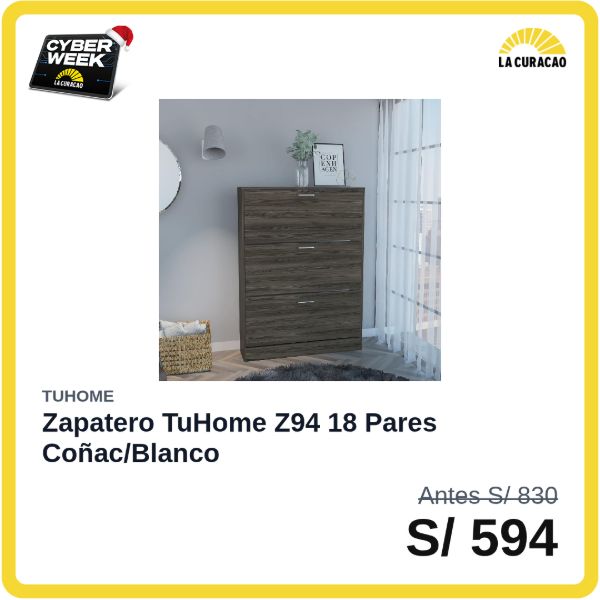 CYBER
WEEK
LA CURACAO
LA CURACAO
COP
ENH
AGEN
TUHOME
Zapatero TuHome Z94 18 Pares
Coñac/Blanco
Antes S/ 830
S/ 594